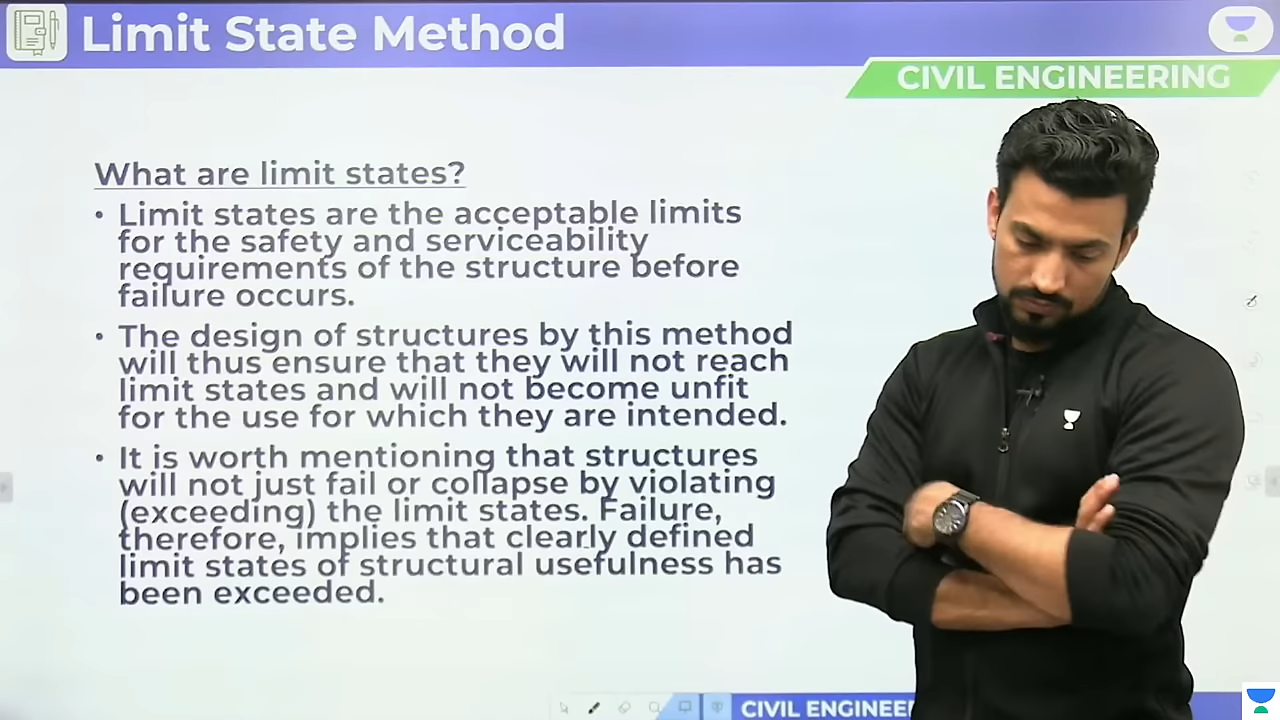 Limit State Method
CIVIL ENGINEERING
What are limit states?
• Limit states are the acceptable limits
for the safety and serviceability
requirements of the structure before
failure occurs.
• The design of structures by this method
will thus ensure that they will not reach
limit states and will not become unfit
for the use for which they are intended.
• It is worth mentioning that structures
will not just fail or collapse by violating
(exceeding) the limit states. Failure,
therefore, implies that clearly defined
limit states of structural usefulness has
been exceeded.
CIVIL ENGINEE